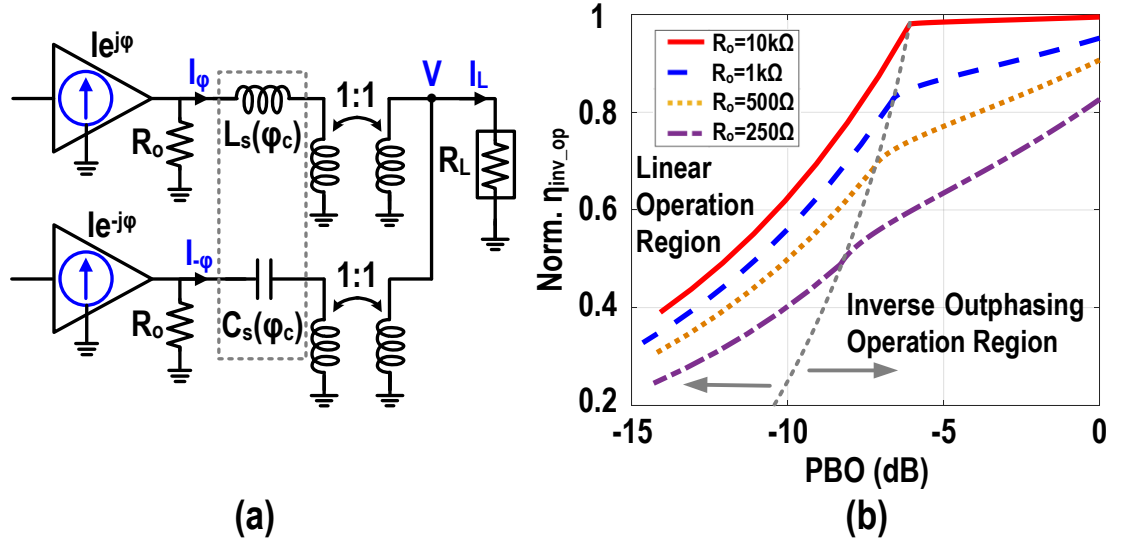 Ie^jφ
I_φ
R_o
L_s(φ_c)
1:1
V
I_L
R_L
Ie^-jφ
I_-φ
R_o
C_s(φ_c)
1:1
(a)
Norm. η_inv_op
1
0.8
0.6
0.4
0.2
R_o=10kΩ
R_o=1kΩ
R_o=500Ω
R_o=250Ω
Linear
Operation
Region
Inverse Outphasing
Operation Region
-15
-10
-5
0
PBO (dB)
(b)